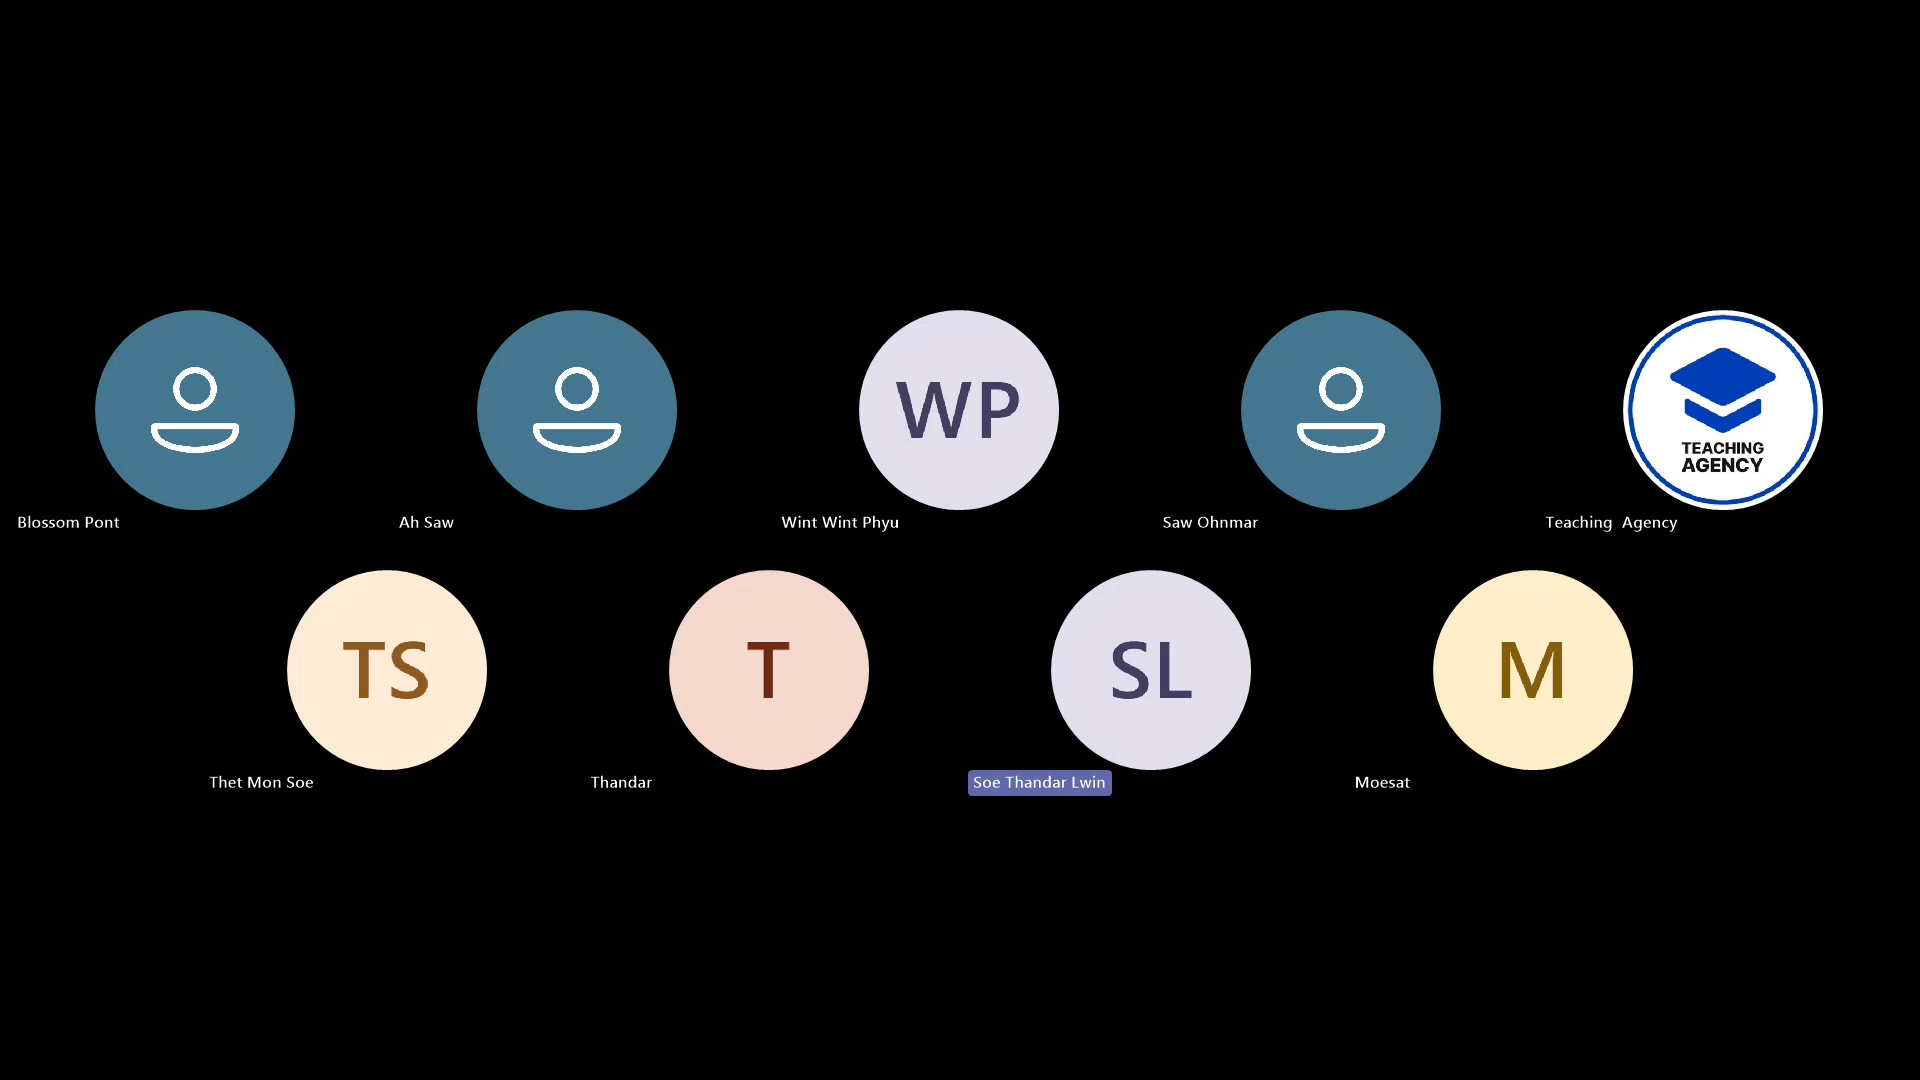 WP
TEACHING
AGENCY
Blossom Pont
Ah Saw
Wint Wint Phyu
Saw Ohnmar
Teaching  Agency
TS
T
SL
M
Thet Mon Soe
Thandar
Soe Thandar Lwin
Moesat